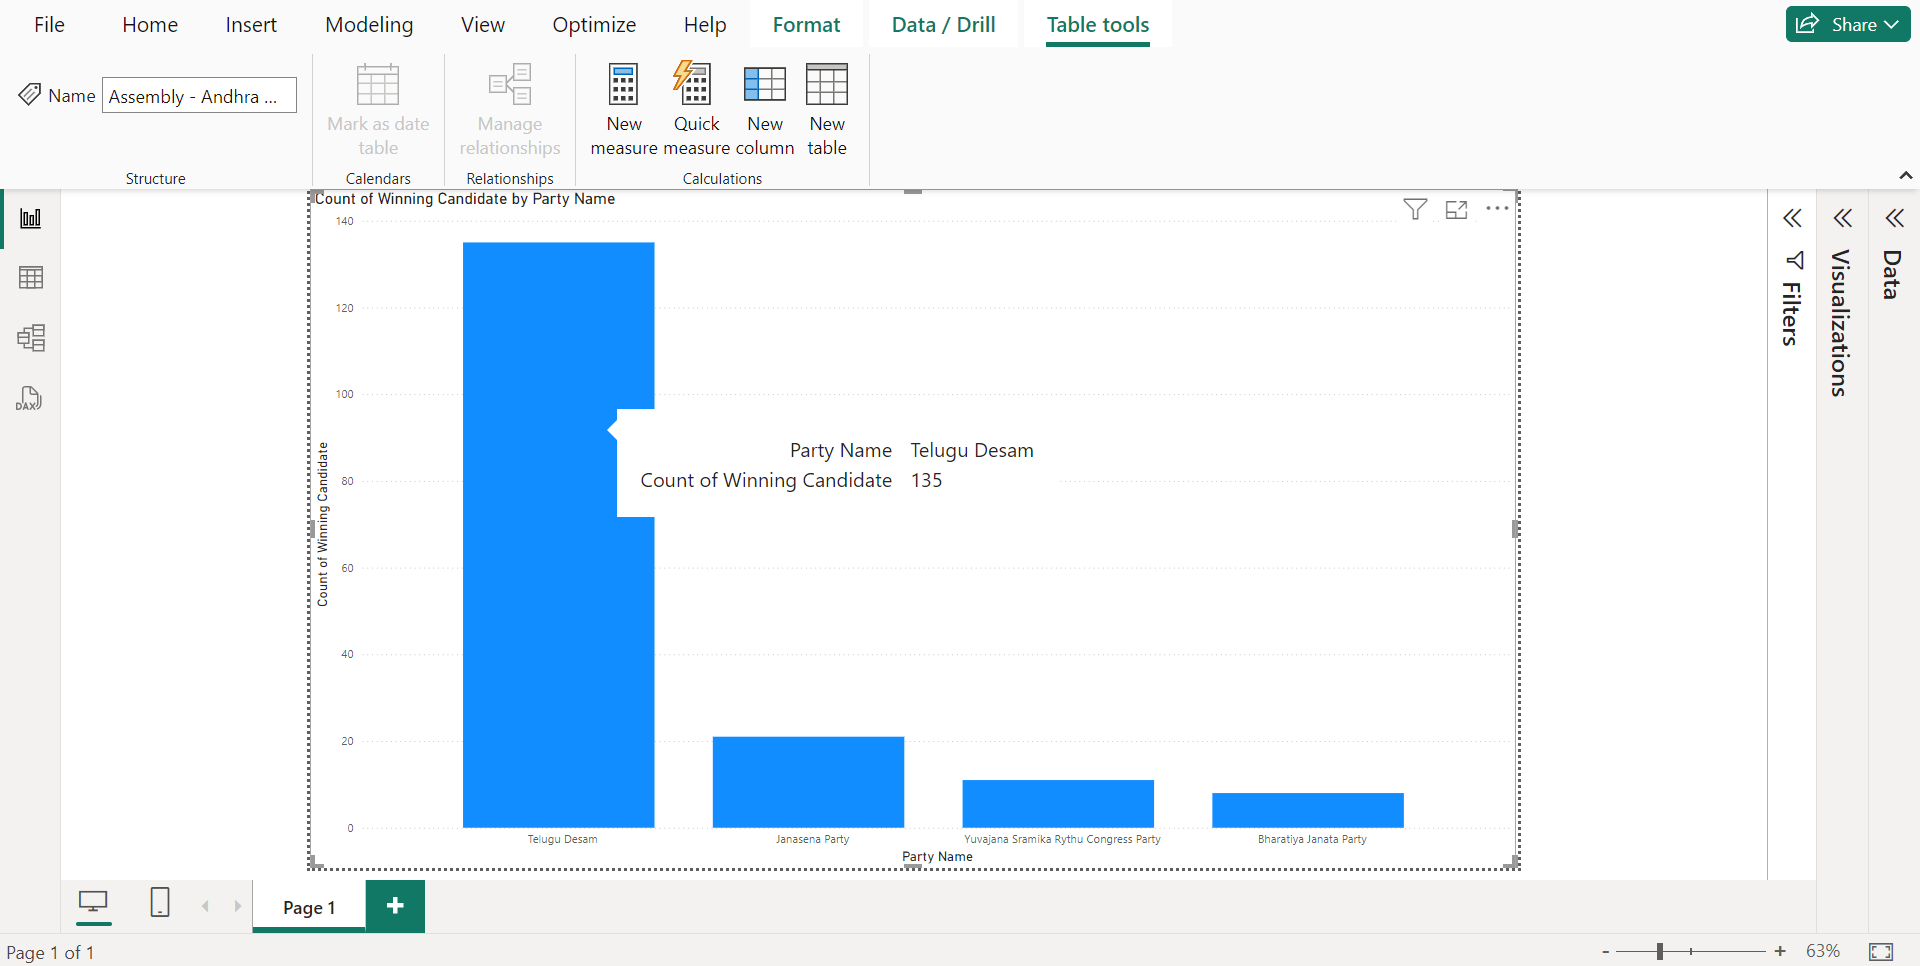 File Home Insert Modeling View Optimize Help Format Data / Drill Table tools Share
Name Assembly - Andhra ...
Mark as date table
Manage relationships
New measure
Quick measure
New column
New table
Structure Calendars Relationships Calculations
Count of Winning Candidate by Party Name
140
120
100
80
60
40
20
0
Count of Winning Candidate
Party Name Telugu Desam
Count of Winning Candidate 135
Telugu Desam Janasena Party Yuvajana Sramika Rythu Congress Party Bharatiya Janata Party
Party Name
Filters
Visualizations
Data
DAX
Page 1
+
Page 1 of 1
- + 63%